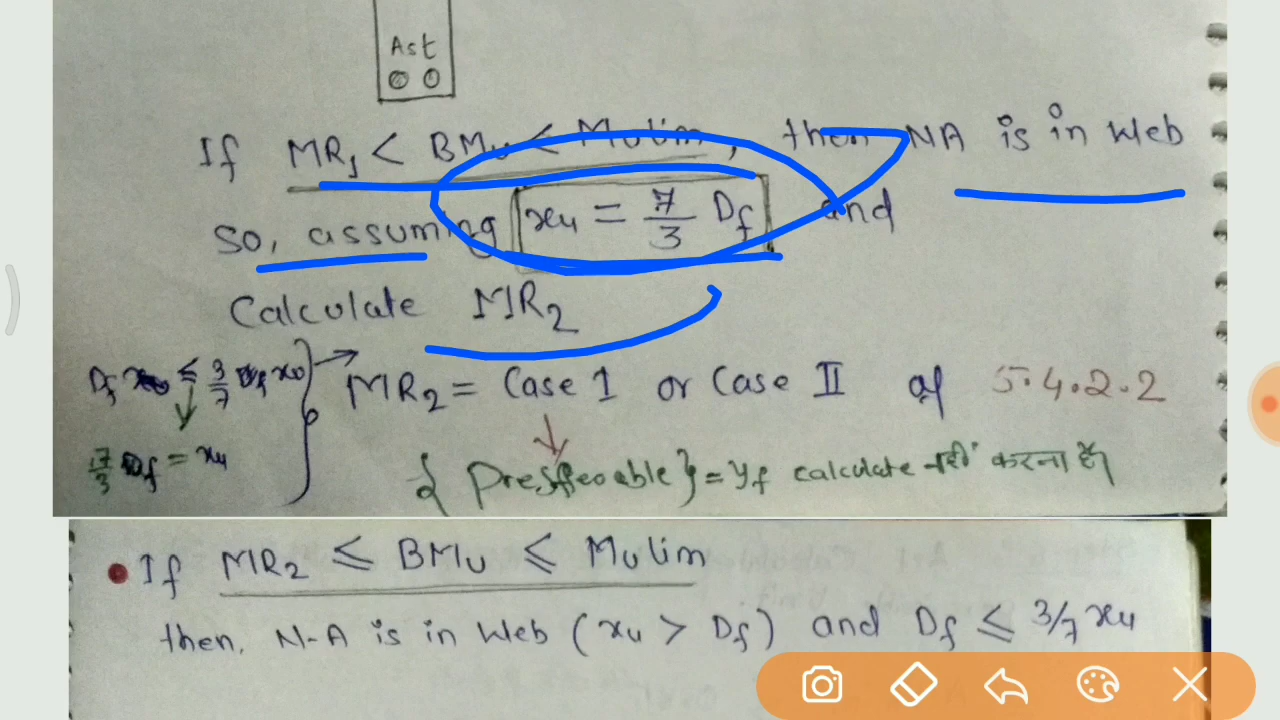 Ast
If MR₁ < BMu < Mulim, then NA is in Web
So, assuming xu = 7/3 Df and
Calculate MR₂
Df ≤ 3/7 xu
MR₂ = Case I or Case II of 5.4.2.2
7/3 Df = xu
{ Presffeoable } = yf calculate नहीं करना है।
• If MR₂ ≤ BMu ≤ Mulim
then, N-A is in Web (xu > Df) and Df ≤ 3/7 xu